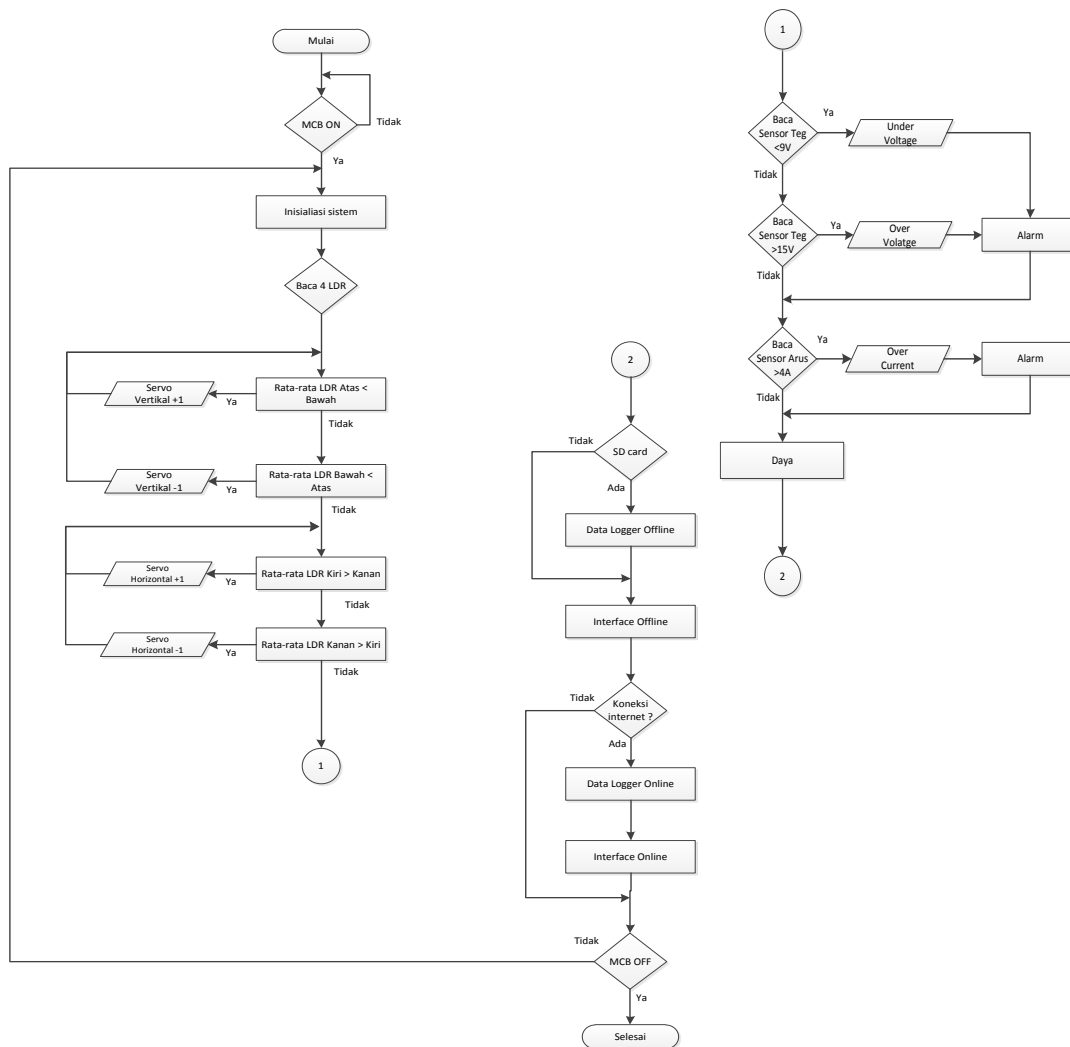 Mulai
MCB ON
Tidak
Ya
Inisialiasi sistem
Baca 4 LDR
Rata-rata LDR Atas <
Bawah
Ya
Servo
Vertikal +1
Tidak
Rata-rata LDR Bawah <
Atas
Ya
Servo
Vertikal -1
Tidak
Rata-rata LDR Kiri > Kanan
Ya
Servo
Horizontal +1
Tidak
Rata-rata LDR Kanan > Kiri
Ya
Servo
Horizontal -1
Tidak
1
2
SD card
Tidak
Ada
Data Logger Offline
Interface Offline
Koneksi
internet ?
Tidak
Ada
Data Logger Online
Interface Online
MCB OFF
Tidak
Ya
Selesai
1
Baca
Sensor Teg
<9V
Ya
Under
Voltage
Tidak
Baca
Sensor Teg
>15V
Ya
Over
Volatge
Alarm
Tidak
Baca
Sensor Arus
>4A
Ya
Over
Current
Alarm
Tidak
Daya
2